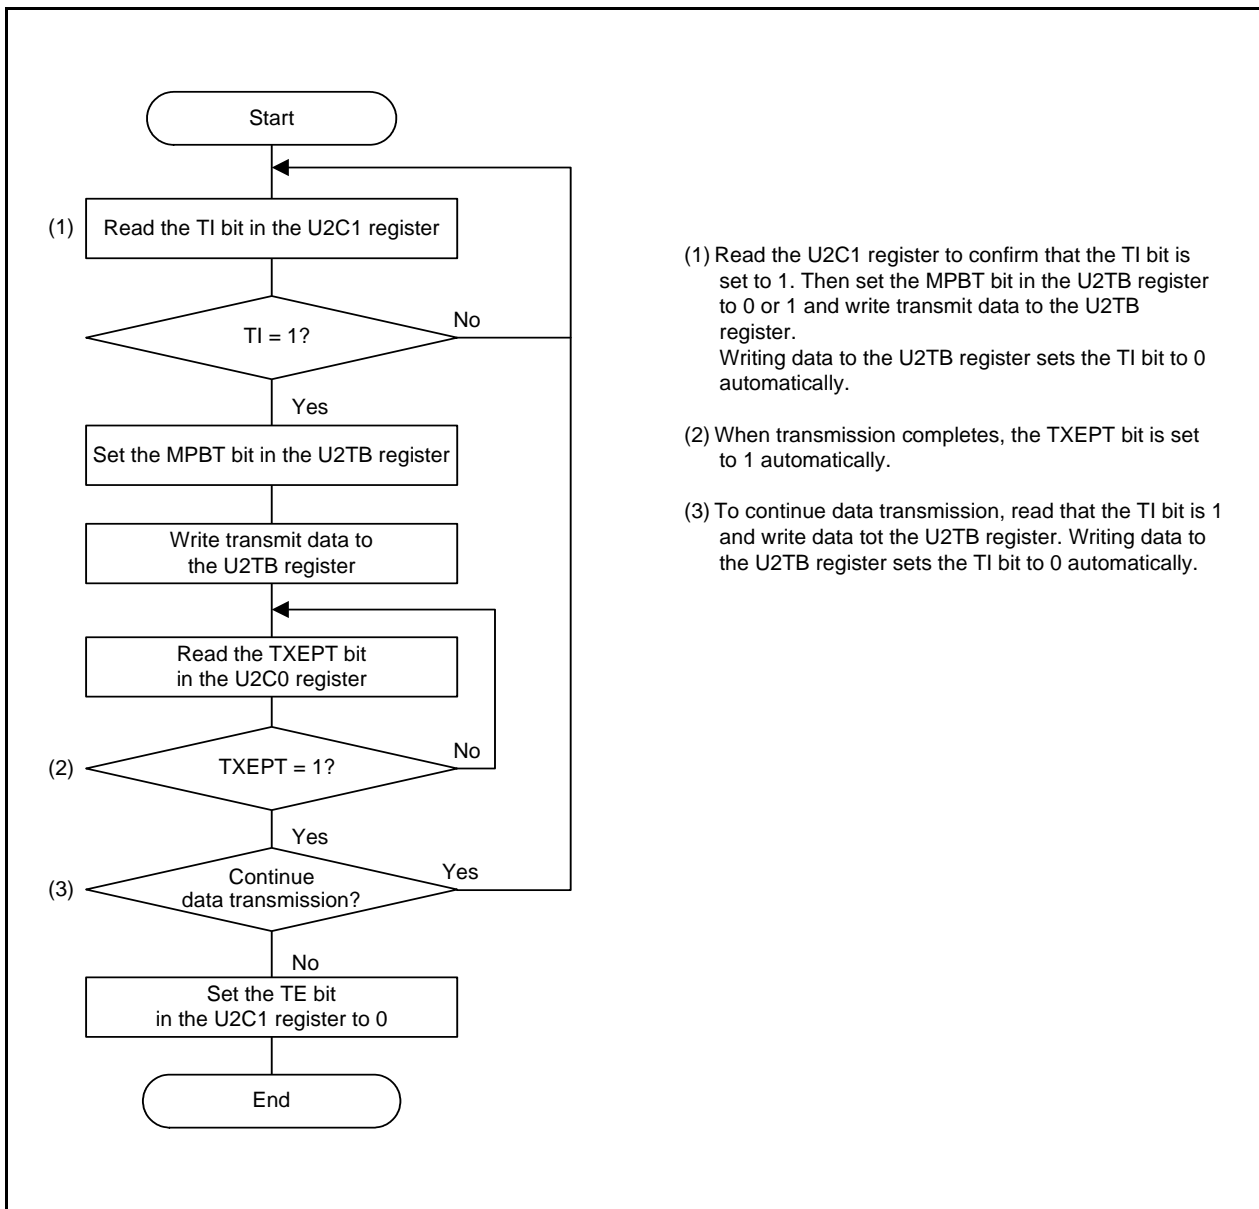 Start
(1)
Read the TI bit in the U2C1 register
TI = 1?
No
Yes
Set the MPBT bit in the U2TB register
Write transmit data to
the U2TB register
Read the TXEPT bit
in the U2C0 register
(2)
TXEPT = 1?
No
Yes
(3)
Continue
data transmission?
Yes
No
Set the TE bit
in the U2C1 register to 0
End
(1) Read the U2C1 register to confirm that the TI bit is
set to 1. Then set the MPBT bit in the U2TB register
to 0 or 1 and write transmit data to the U2TB
register.
Writing data to the U2TB register sets the TI bit to 0
automatically.
(2) When transmission completes, the TXEPT bit is set
to 1 automatically.
(3) To continue data transmission, read that the TI bit is 1
and write data tot the U2TB register. Writing data to
the U2TB register sets the TI bit to 0 automatically.